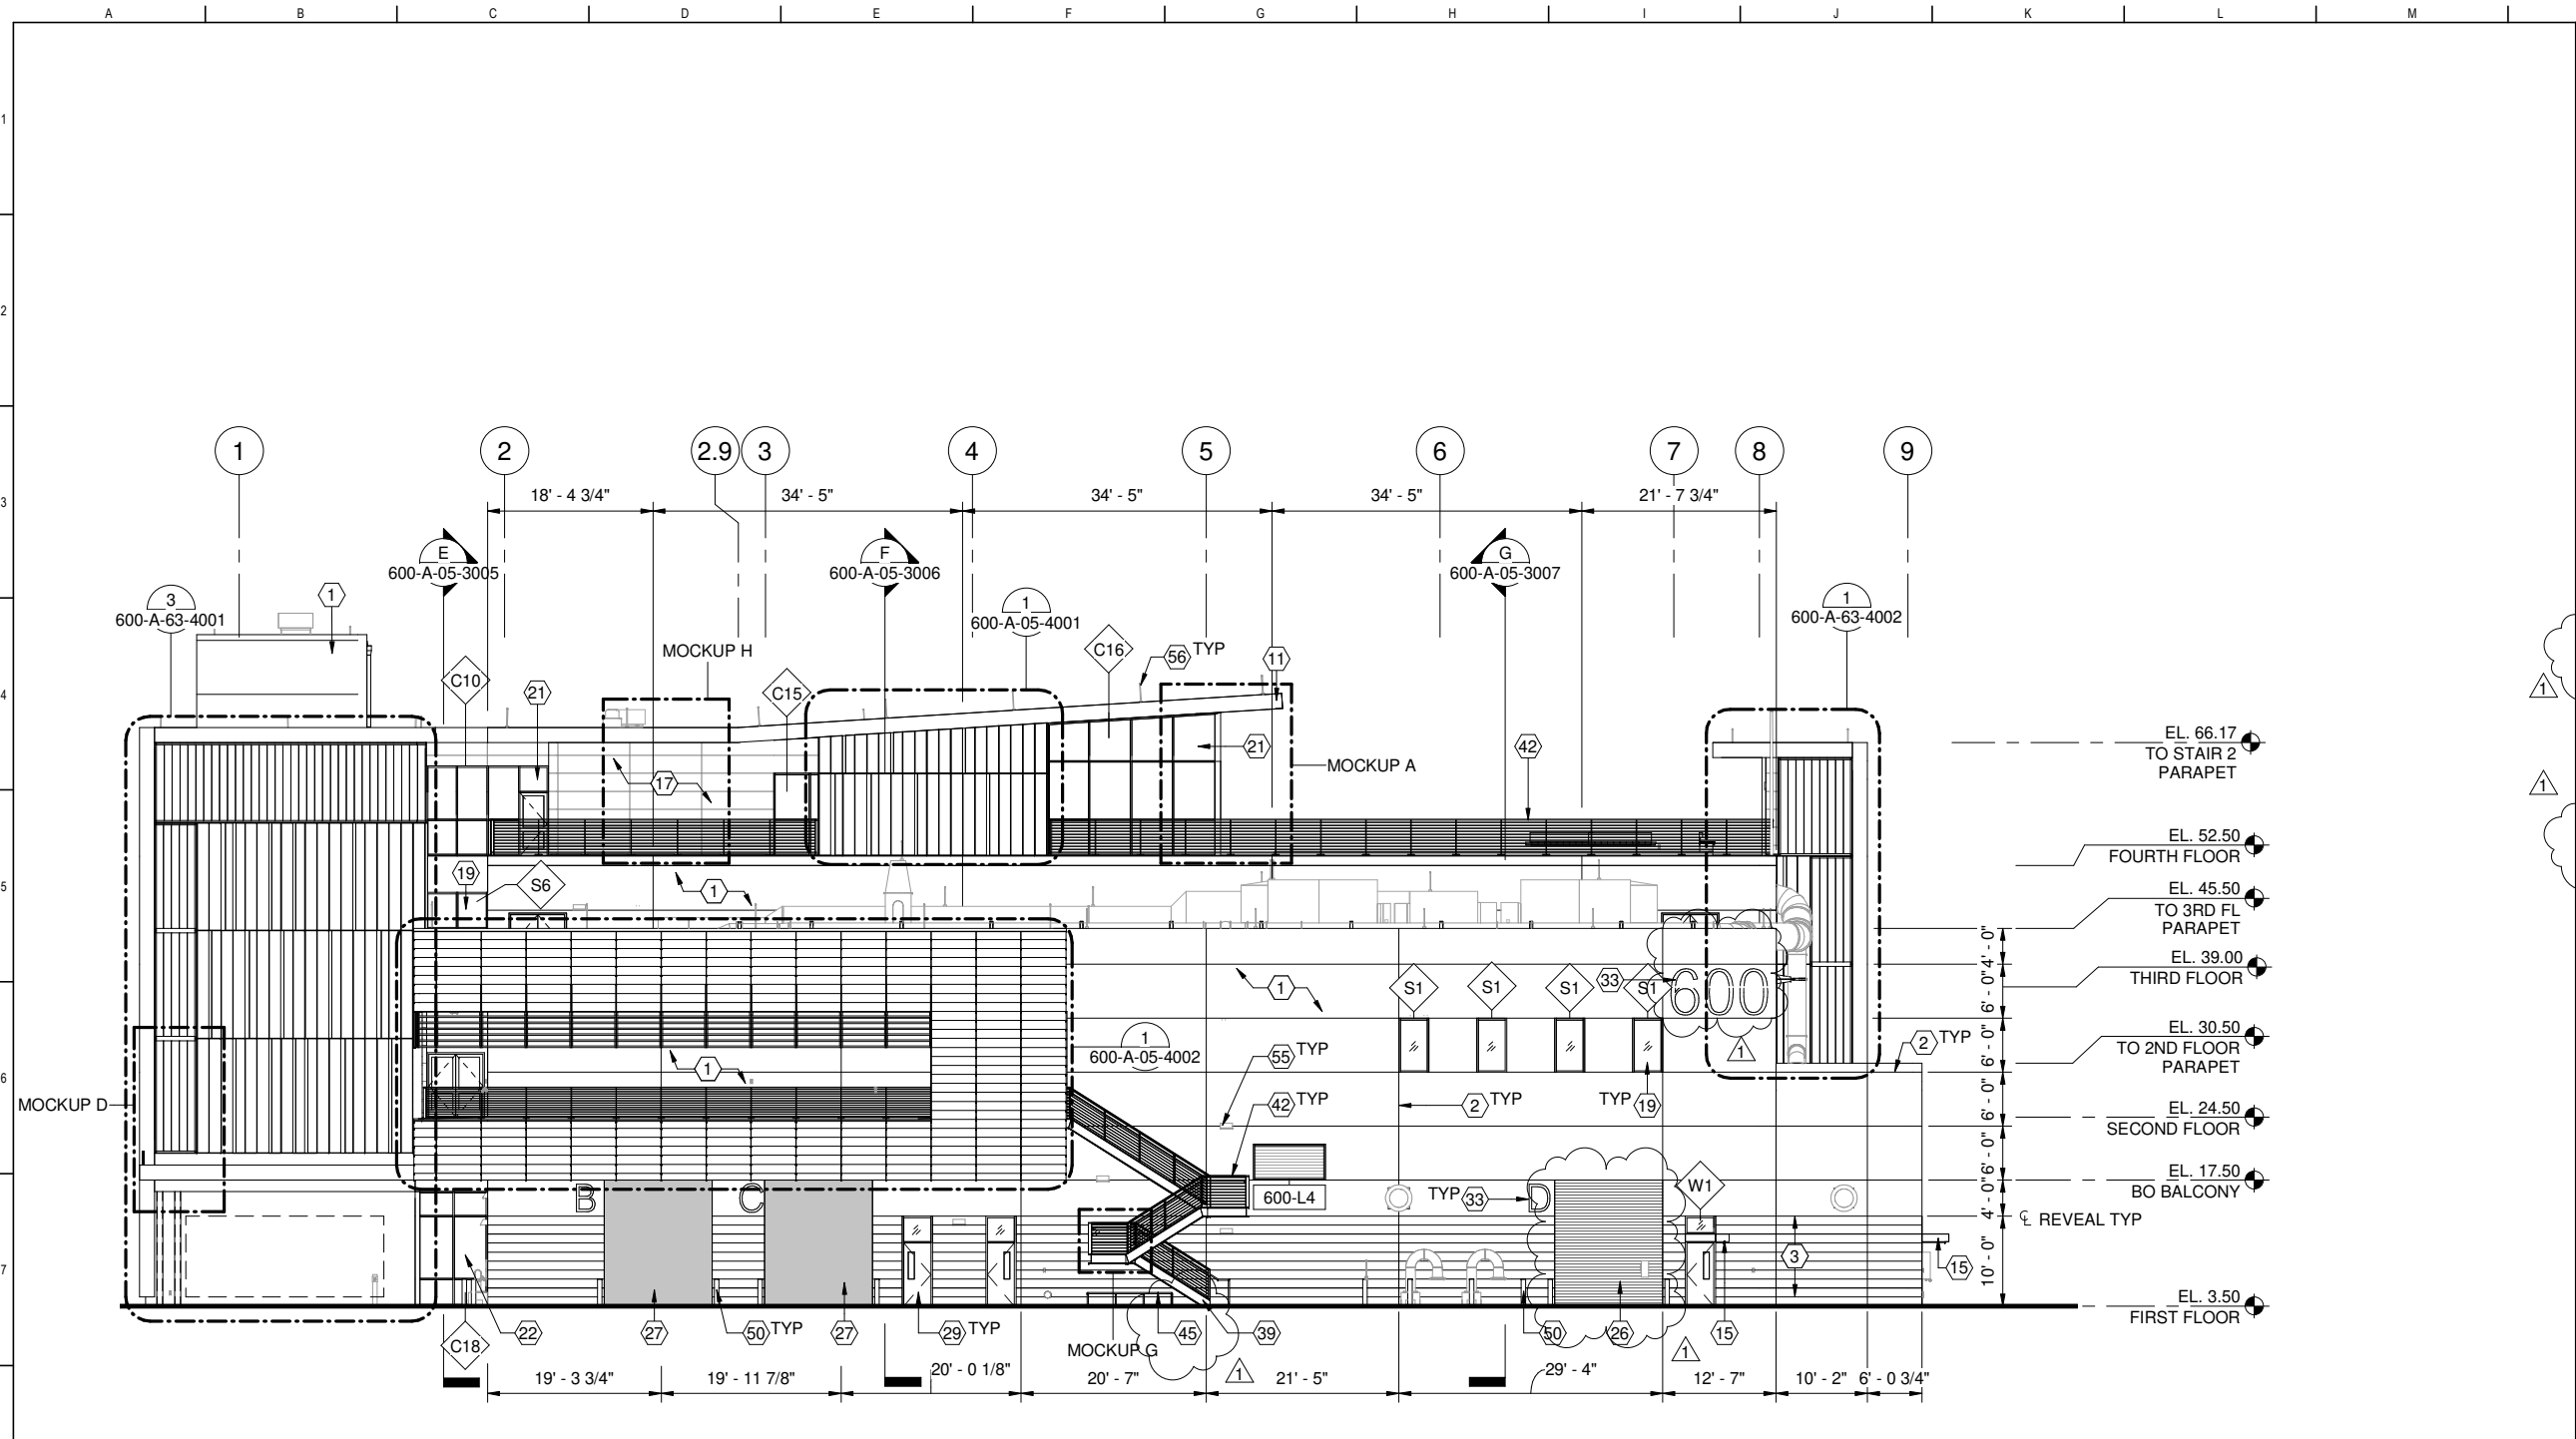 A B C D E F G H I J K L M
1
2
3
4
5
6
7
1 2 2.9 3 4 5 6 7 8 9
18' - 4 3/4" 34' - 5" 34' - 5" 34' - 5" 21' - 7 3/4"
E
600-A-05-3005
F
600-A-05-3006
G
600-A-05-3007
3
600-A-63-4001
1
1
600-A-05-4001
1
600-A-63-4002
MOCKUP H
C10
21
C15
C16
56 TYP
11
17
21
MOCKUP A
42
1
1
EL. 66.17
TO STAIR 2
PARAPET
EL. 52.50
FOURTH FLOOR
EL. 45.50
TO 3RD FL
PARAPET
EL. 39.00
THIRD FLOOR
EL. 30.50
TO 2ND FLOOR
PARAPET
EL. 24.50
SECOND FLOOR
EL. 17.50
BO BALCONY
℄ REVEAL TYP
EL. 3.50
FIRST FLOOR
4' - 0"
6' - 0"
6' - 0"
6' - 0"
6' - 0"
4' - 0"
10' - 0"
19
S6
1
1
S1 S1 S1 S1
33
600
1
1
600-A-05-4002
1
55 TYP
42 TYP
2 TYP
TYP 19
2 TYP
MOCKUP D
B C
600-L4
TYP 33
D
W1
3
15
C18
22
27
50 TYP
27
29 TYP
MOCKUP G
45
39
1
50
26
1
15
19' - 3 3/4" 19' - 11 7/8" 20' - 0 1/8" 20' - 7" 21' - 5" 29' - 4" 12' - 7" 10' - 2" 6' - 0 3/4"